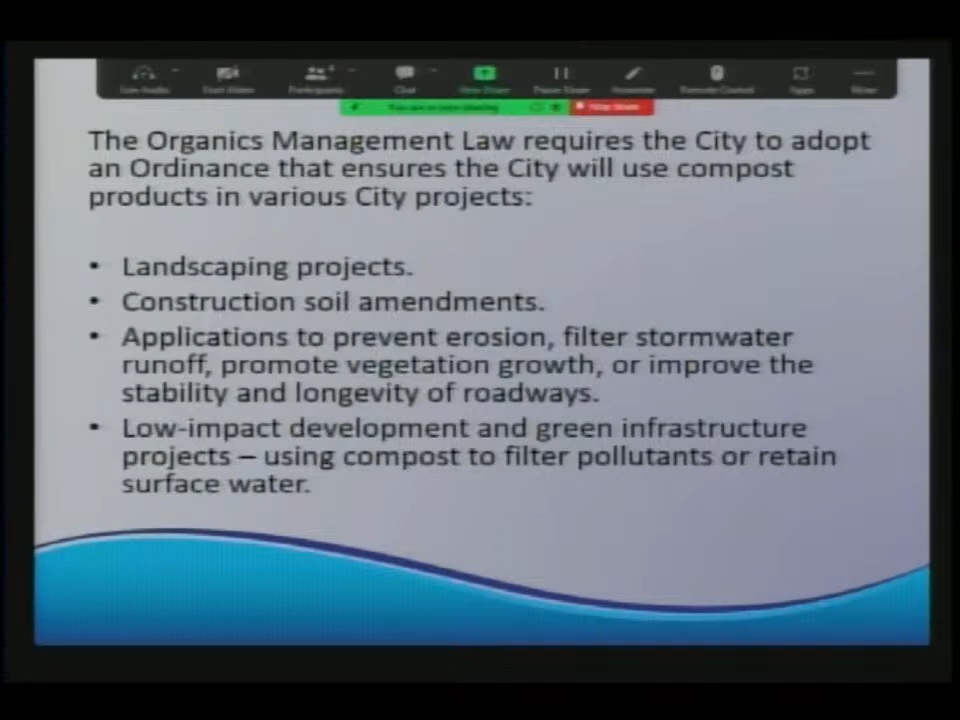 Chat
Apps
The Organics Management Law requires the City to adopt
an Ordinance that ensures the City will use compost
products in various City projects:
• Landscaping projects.
• Construction soil amendments.
• Applications to prevent erosion, filter stormwater
runoff, promote vegetation growth, or improve the
stability and longevity of roadways.
• Low-impact development and green infrastructure
projects – using compost to filter pollutants or retain
surface water.